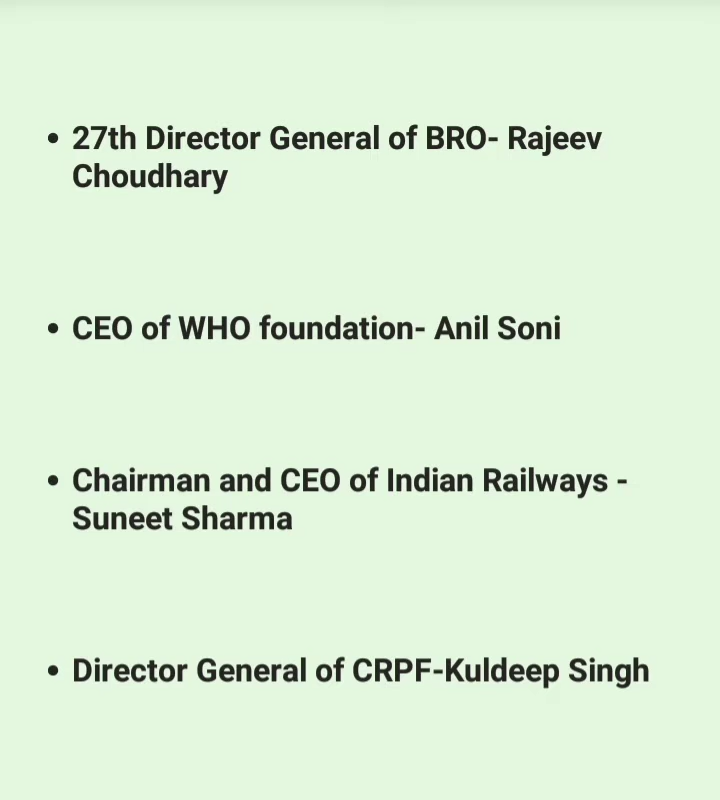 • 27th Director General of BRO- Rajeev
Choudhary
• CEO of WHO foundation- Anil Soni
• Chairman and CEO of Indian Railways -
Suneet Sharma
• Director General of CRPF-Kuldeep Singh